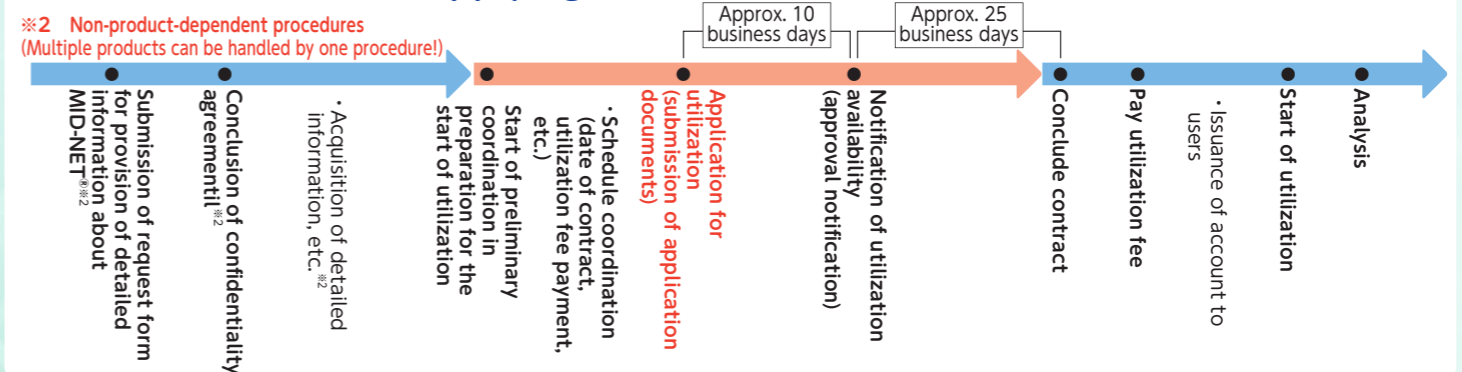 ※2 Non-product-dependent procedures
(Multiple products can be handled by one procedure!)
Approx. 10
business days
Approx. 25
business days
Submission of request form
for provision of detailed
information about
MID-NET®※2
Conclusion of confidentiality
agreementil※2
・Acquisition of detailed
information, etc.※2
Start of preliminary
coordination in
preparation for the
start of utilization
・Schedule coordination
(date of contract,
utilization fee payment,
etc.)
Application for
utilization
(submission of application
documents)
Notification of utilization
availability
(approval notification)
Conclude contract
Pay utilization fee
・Issuance of account to
users
Start of utilization
Analysis